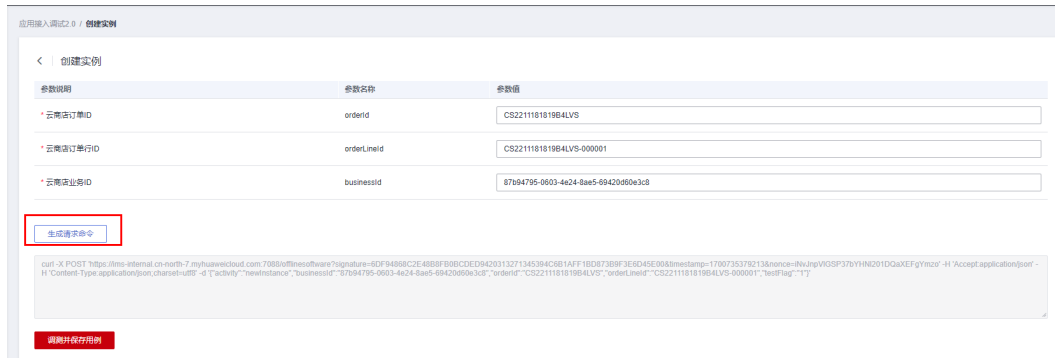 应用接入调试2.0 / 创建实例
< 创建实例
参数说明 参数名称 参数值
* 云商店订单ID orderId CS2211181819B4LVS
* 云商店订单行ID orderLineId CS2211181819B4LVS-000001
* 云商店业务ID businessId 87b94795-0603-4e24-8ae5-69420d60e3c8
生成请求命令
curl -X POST 'https://ims-internal.cn-north-7.myhuaweicloud.com:7088/offlinesoftware?signature=6DF94868C2E48B8FB0BCDED9420313271345394C6B1AFF1BD873B9F3E6D45E00&timestamp=1700735379213&nonce=iNvJnpVIGSP37bYHNI201DQaXEFgYmzo' -H 'Accept:application/json' -
H 'Content-Type:application/json;charset=utf8' -d '{"activity":"newInstance","businessId":"87b94795-0603-4e24-8ae5-69420d60e3c8","orderId":"CS2211181819B4LVS","orderLineId":"CS2211181819B4LVS-000001","testFlag":"1"}'
调测并保存用例